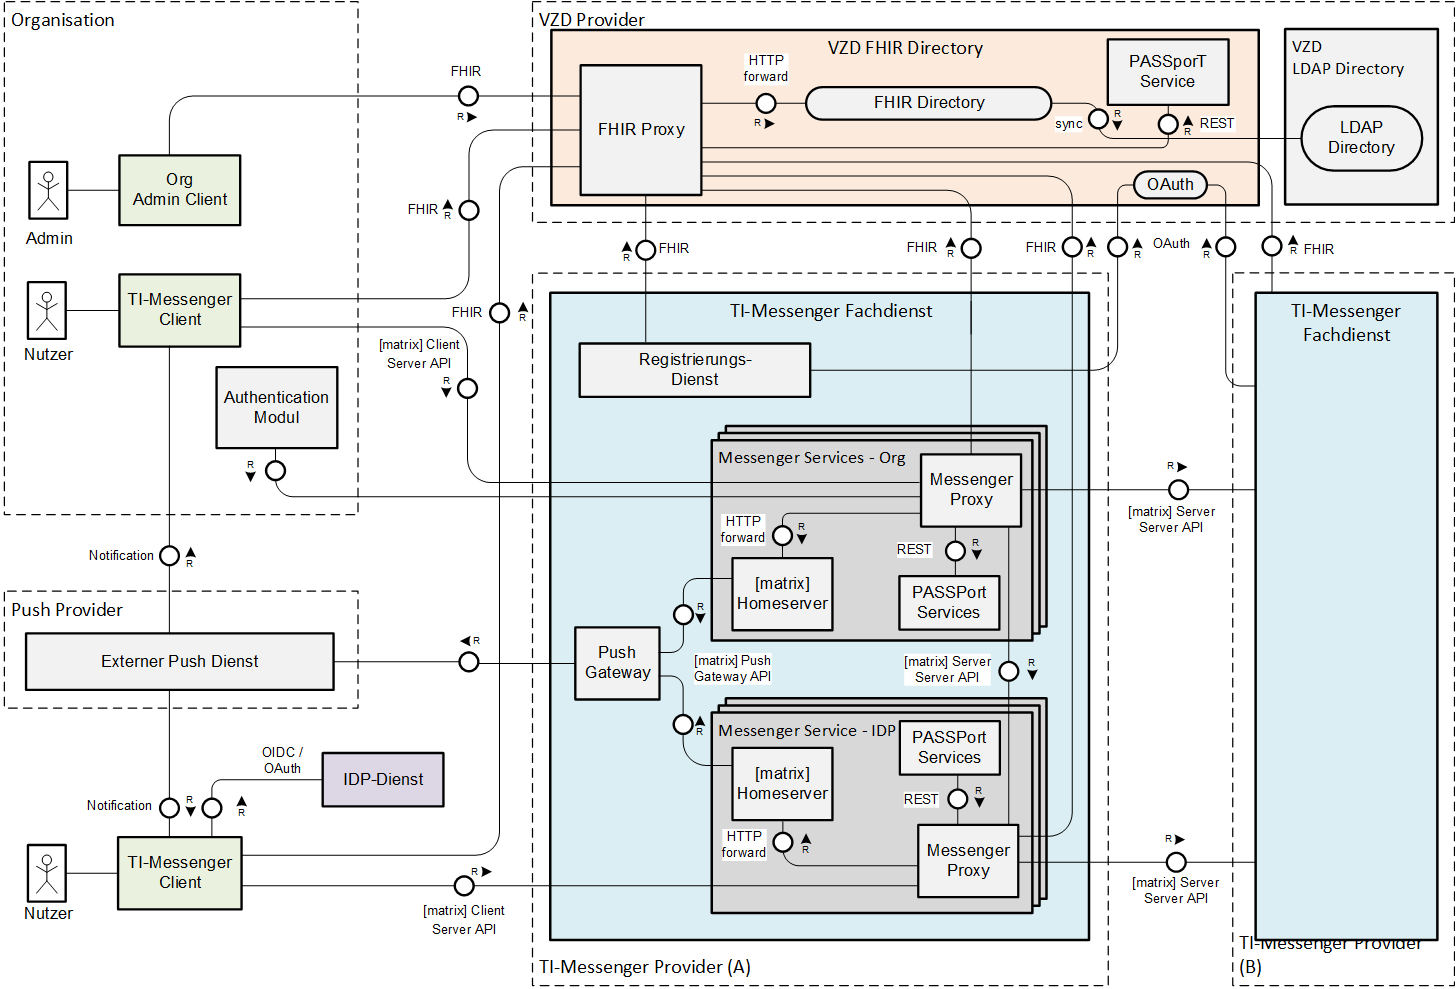 Organisation
VZD Provider
VZD FHIR Directory
FHIR
R
FHIR Proxy
HTTP
forward
R
FHIR Directory
PASSporT
Service
sync
R
R
REST
VZD
LDAP Directory
LDAP
Directory
OAuth
Admin
Org
Admin Client
FHIR
R
Nutzer
TI-Messenger
Client
FHIR
R
[matrix] Client
Server API
R
Authentication
Modul
R
R
FHIR
FHIR
R
FHIR
R
R
OAuth
R
R
FHIR
TI-Messenger Fachdienst
Registrierungs-
Dienst
TI-Messenger
Fachdienst
Messenger Services - Org
Messenger
Proxy
HTTP
forward
R
REST
R
[matrix]
Homeserver
PASSPort
Services
R
[matrix] Server
Server API
Notification
R
Push Provider
Externer Push Dienst
R
Push
Gateway
R
[matrix] Push
Gateway API
R
[matrix] Server
Server API
R
Messenger Service - IDP
PASSPort
Services
[matrix]
Homeserver
REST
R
HTTP
forward
R
Messenger
Proxy
R
[matrix] Server
Server API
OIDC /
OAuth
IDP-Dienst
Notification
R
R
Nutzer
TI-Messenger
Client
R
[matrix] Client
Server API
TI-Messenger Provider (A)
TI-Messenger Provider
(B)